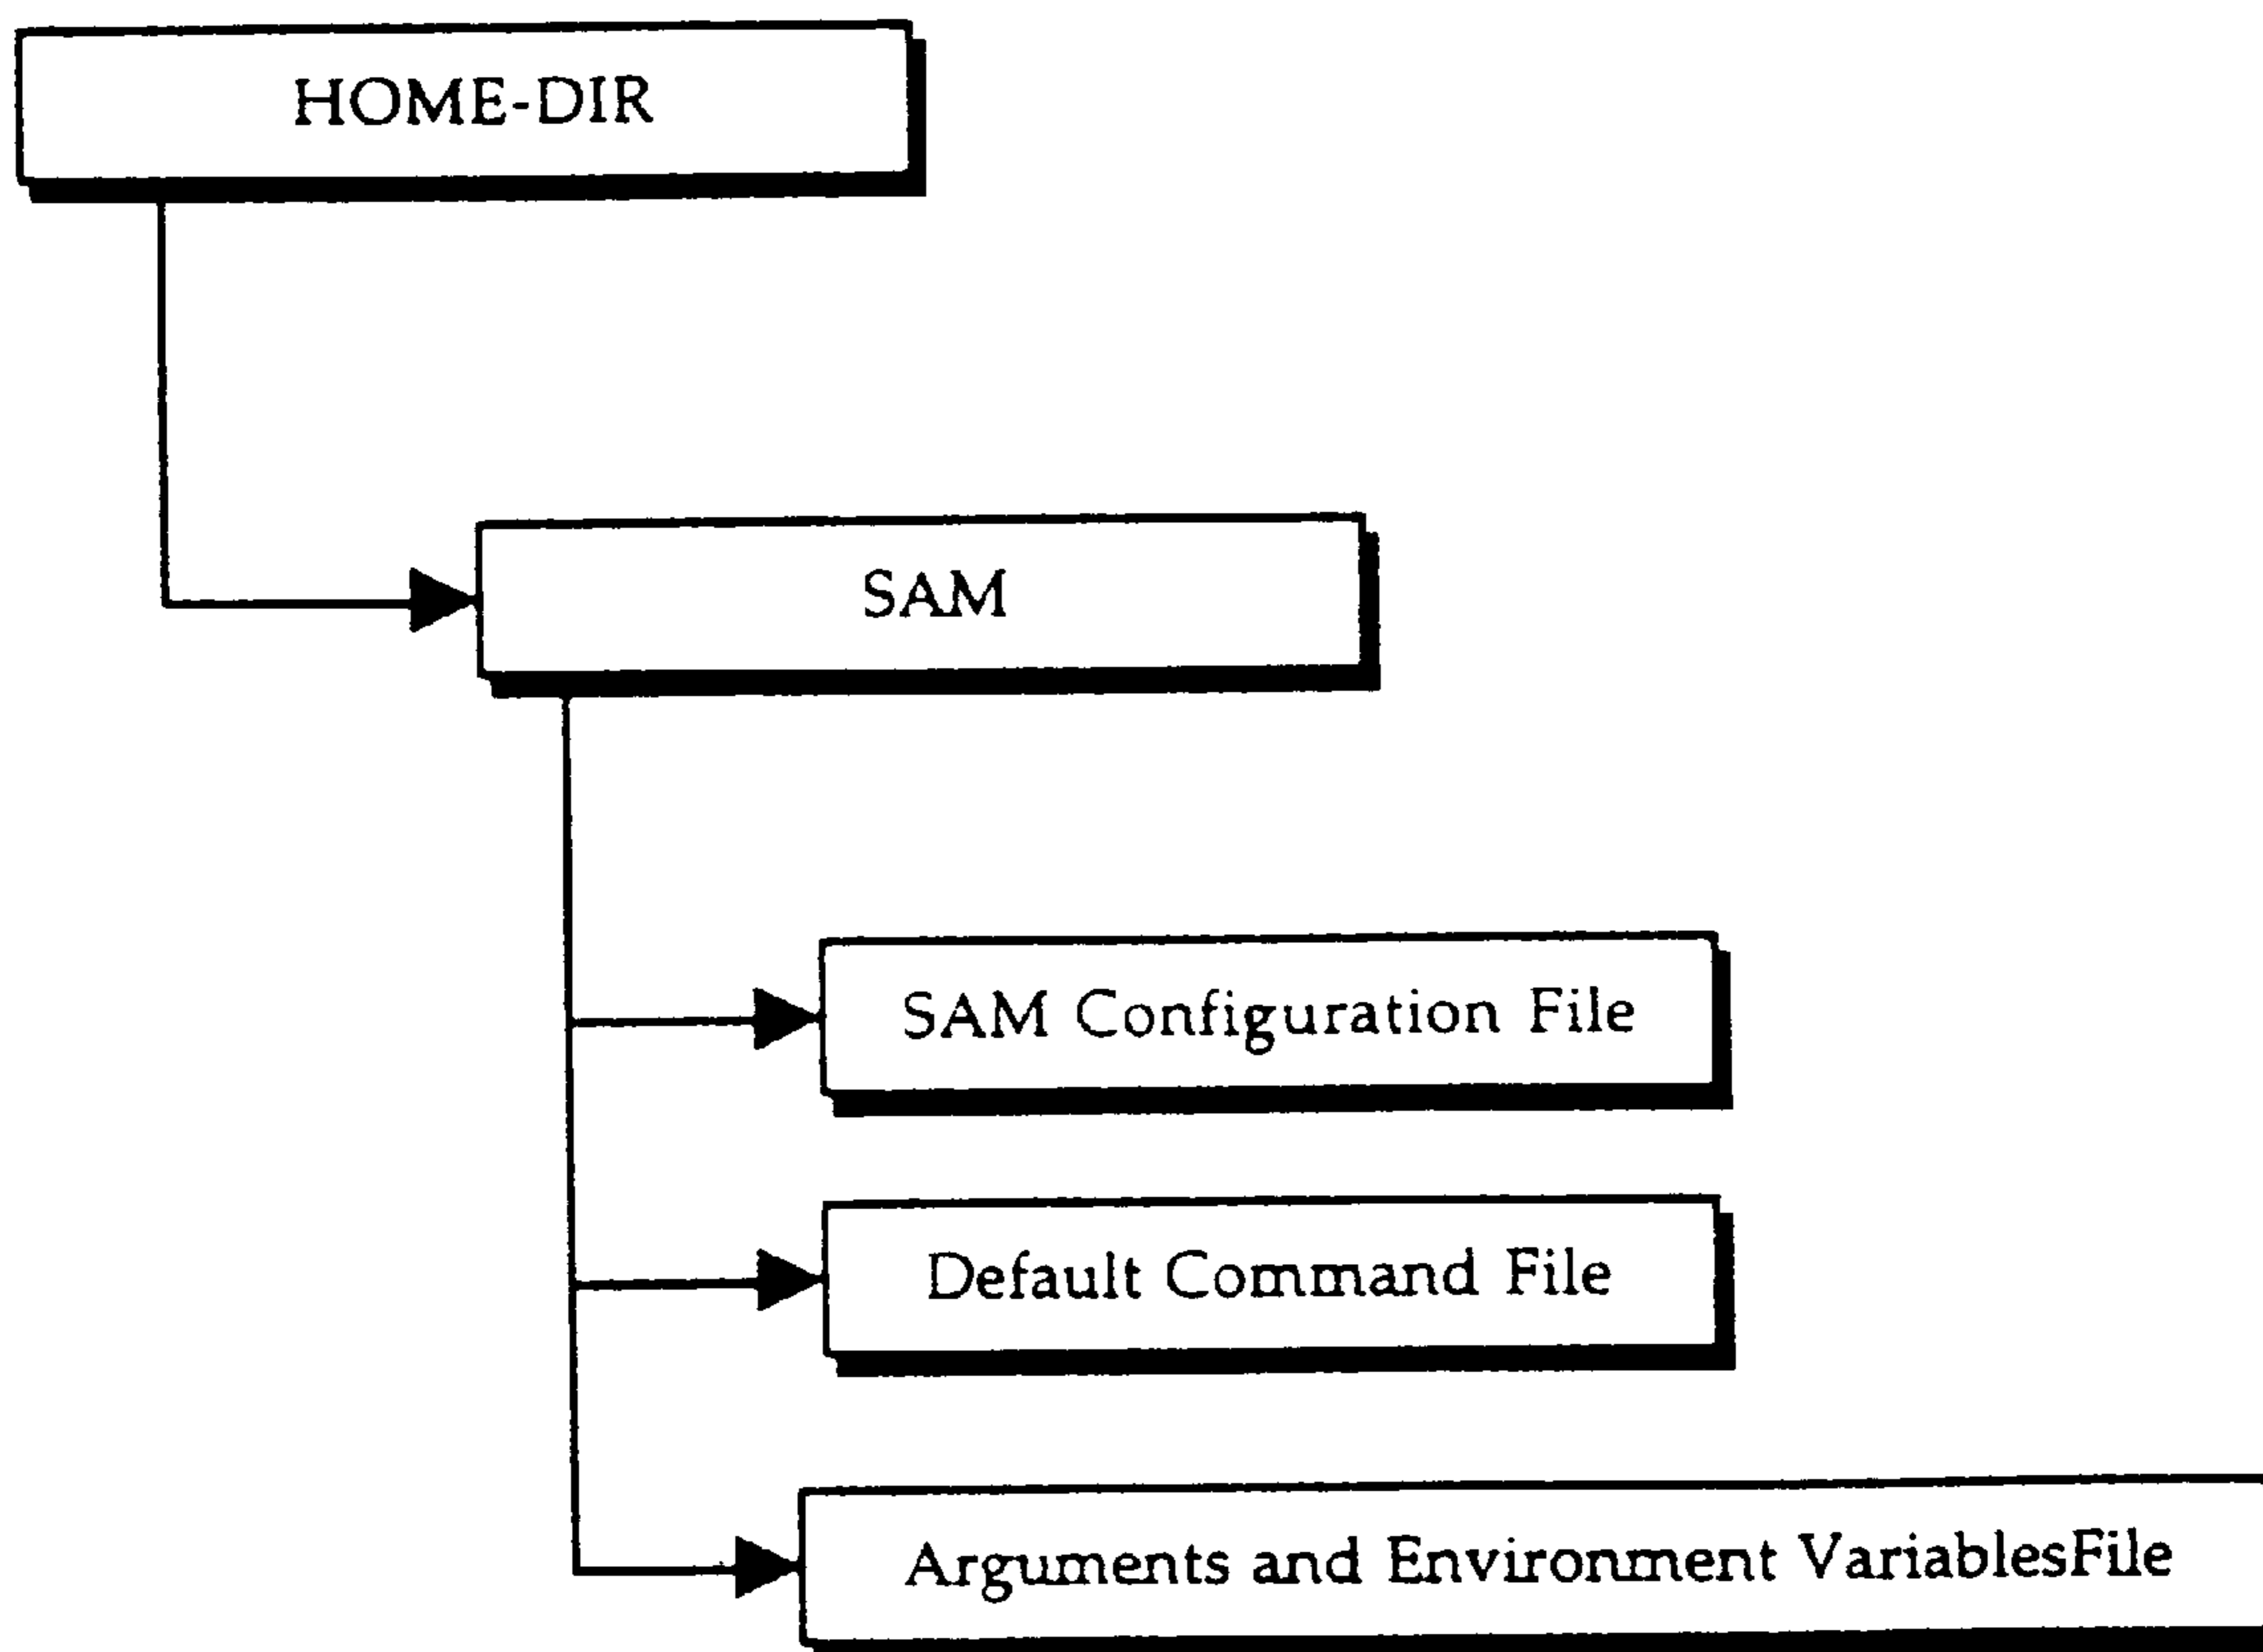 HOME-DIR
SAM
SAM Configuration File
Default Command File
Arguments and Environment VariablesFile